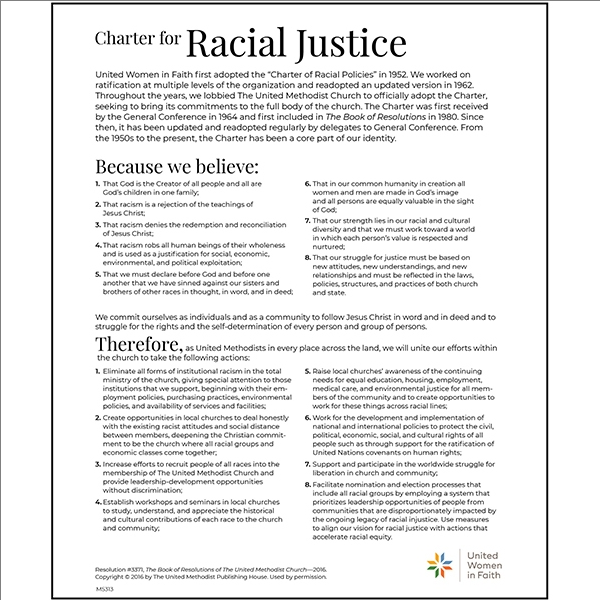 Charter for Racial Justice
United Women in Faith first adopted the “Charter of Racial Policies” in 1952. We worked on
ratification at multiple levels of the organization and readopted an updated version in 1962.
Throughout the years, we lobbied The United Methodist Church to officially adopt the Charter,
seeking to bring its commitments to the full body of the church. The Charter was first received
by the General Conference in 1964 and first included in The Book of Resolutions in 1980. Since
then, it has been updated and readopted regularly by delegates to General Conference. From
the 1950s to the present, the Charter has been a core part of our identity.
Because we believe:
1. That God is the Creator of all people and all are
God’s children in one family;
2. That racism is a rejection of the teachings of
Jesus Christ;
3. That racism denies the redemption and reconciliation
of Jesus Christ;
4. That racism robs all human beings of their wholeness
and is used as a justification for social, economic,
environmental, and political exploitation;
5. That we must declare before God and before one
another that we have sinned against our sisters and
brothers of other races in thought, in word, and in deed;
6. That in our common humanity in creation all
women and men are made in God’s image
and all persons are equally valuable in the sight
of God;
7. That our strength lies in our racial and cultural
diversity and that we must work toward a world
in which each person’s value is respected and
nurtured;
8. That our struggle for justice must be based on
new attitudes, new understandings, and new
relationships and must be reflected in the laws,
policies, structures, and practices of both church
and state.
We commit ourselves as individuals and as a community to follow Jesus Christ in word and in deed and to
struggle for the rights and the self-determination of every person and group of persons.
Therefore, as United Methodists in every place across the land, we will unite our efforts within
the church to take the following actions:
1. Eliminate all forms of institutional racism in the total
ministry of the church, giving special attention to those
institutions that we support, beginning with their em-
ployment policies, purchasing practices, environmental
policies, and availability of services and facilities;
2. Create opportunities in local churches to deal honestly
with the existing racist attitudes and social distance
between members, deepening the Christian commit-
ment to be the church where all racial groups and
economic classes come together;
3. Increase efforts to recruit people of all races into the
membership of The United Methodist Church and
provide leadership-development opportunities
without discrimination;
4. Establish workshops and seminars in local churches
to study, understand, and appreciate the historical
and cultural contributions of each race to the church
and community;
5. Raise local churches’ awareness of the continuing
needs for equal education, housing, employment,
medical care, and environmental justice for all mem-
bers of the community and to create opportunities to
work for these things across racial lines;
6. Work for the development and implementation of
national and international policies to protect the civil,
political, economic, social, and cultural rights of all
people such as through support for the ratification of
United Nations covenants on human rights;
7. Support and participate in the worldwide struggle for
liberation in church and community;
8. Facilitate nomination and election processes that
include all racial groups by employing a system that
prioritizes leadership opportunities of people from
communities that are disproportionately impacted by
the ongoing legacy of racial injustice. Use measures
to align our vision for racial justice with actions that
accelerate racial equity.
Resolution #3371, The Book of Resolutions of The United Methodist Church—2016.
Copyright © 2016 by The United Methodist Publishing House. Used by permission.
M5313
United
Women
in Faith